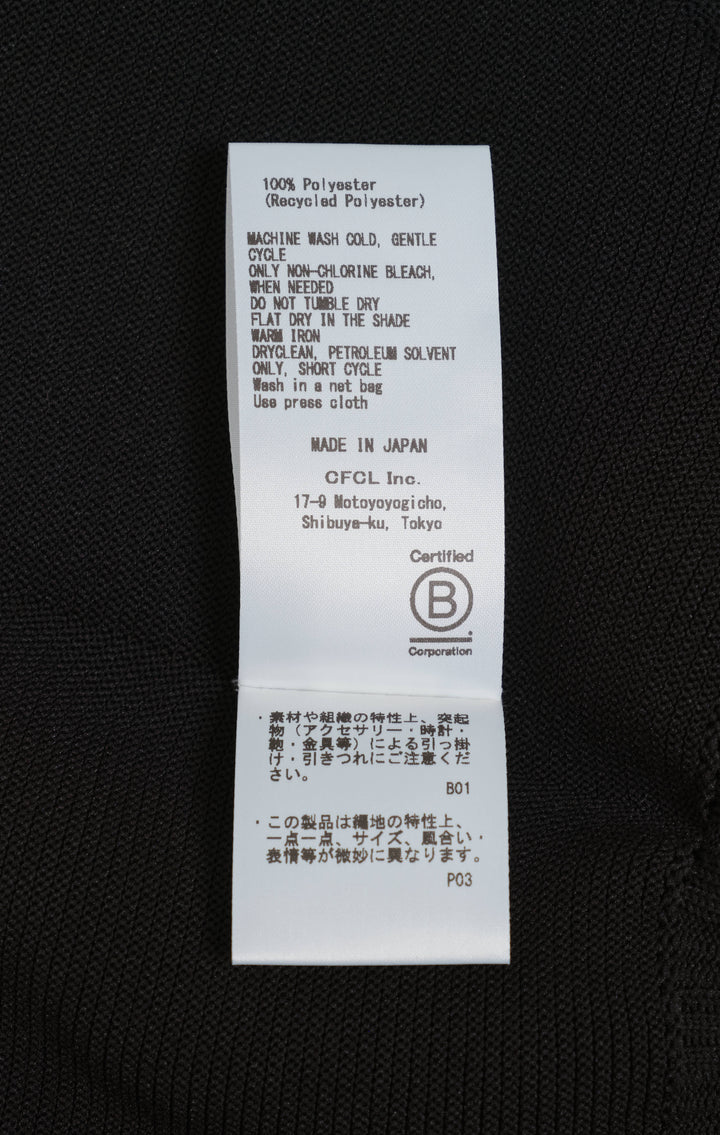 100% Polyester
(Recycled Polyester)
MACHINE WASH COLD, GENTLE
CYCLE
ONLY NON-CHLORINE BLEACH,
WHEN NEEDED
DO NOT TUMBLE DRY
FLAT DRY IN THE SHADE
WARM IRON
DRYCLEAN, PETROLEUM SOLVENT
ONLY, SHORT CYCLE
Wash in a net bag
Use press cloth
MADE IN JAPAN
CFCL Inc.
17-9 Motoyoyogicho,
Shibuya-ku, Tokyo
Certified
B
Corporation
・素材や組織の特性上、突起
物（アクセサリー・時計・
鞄・金具等）による引っ掛
け・引きつれにご注意くだ
さい。
B01
・この製品は編地の特性上、
一点一点、サイズ、風合い・
表情等が微妙に異なります。
P03